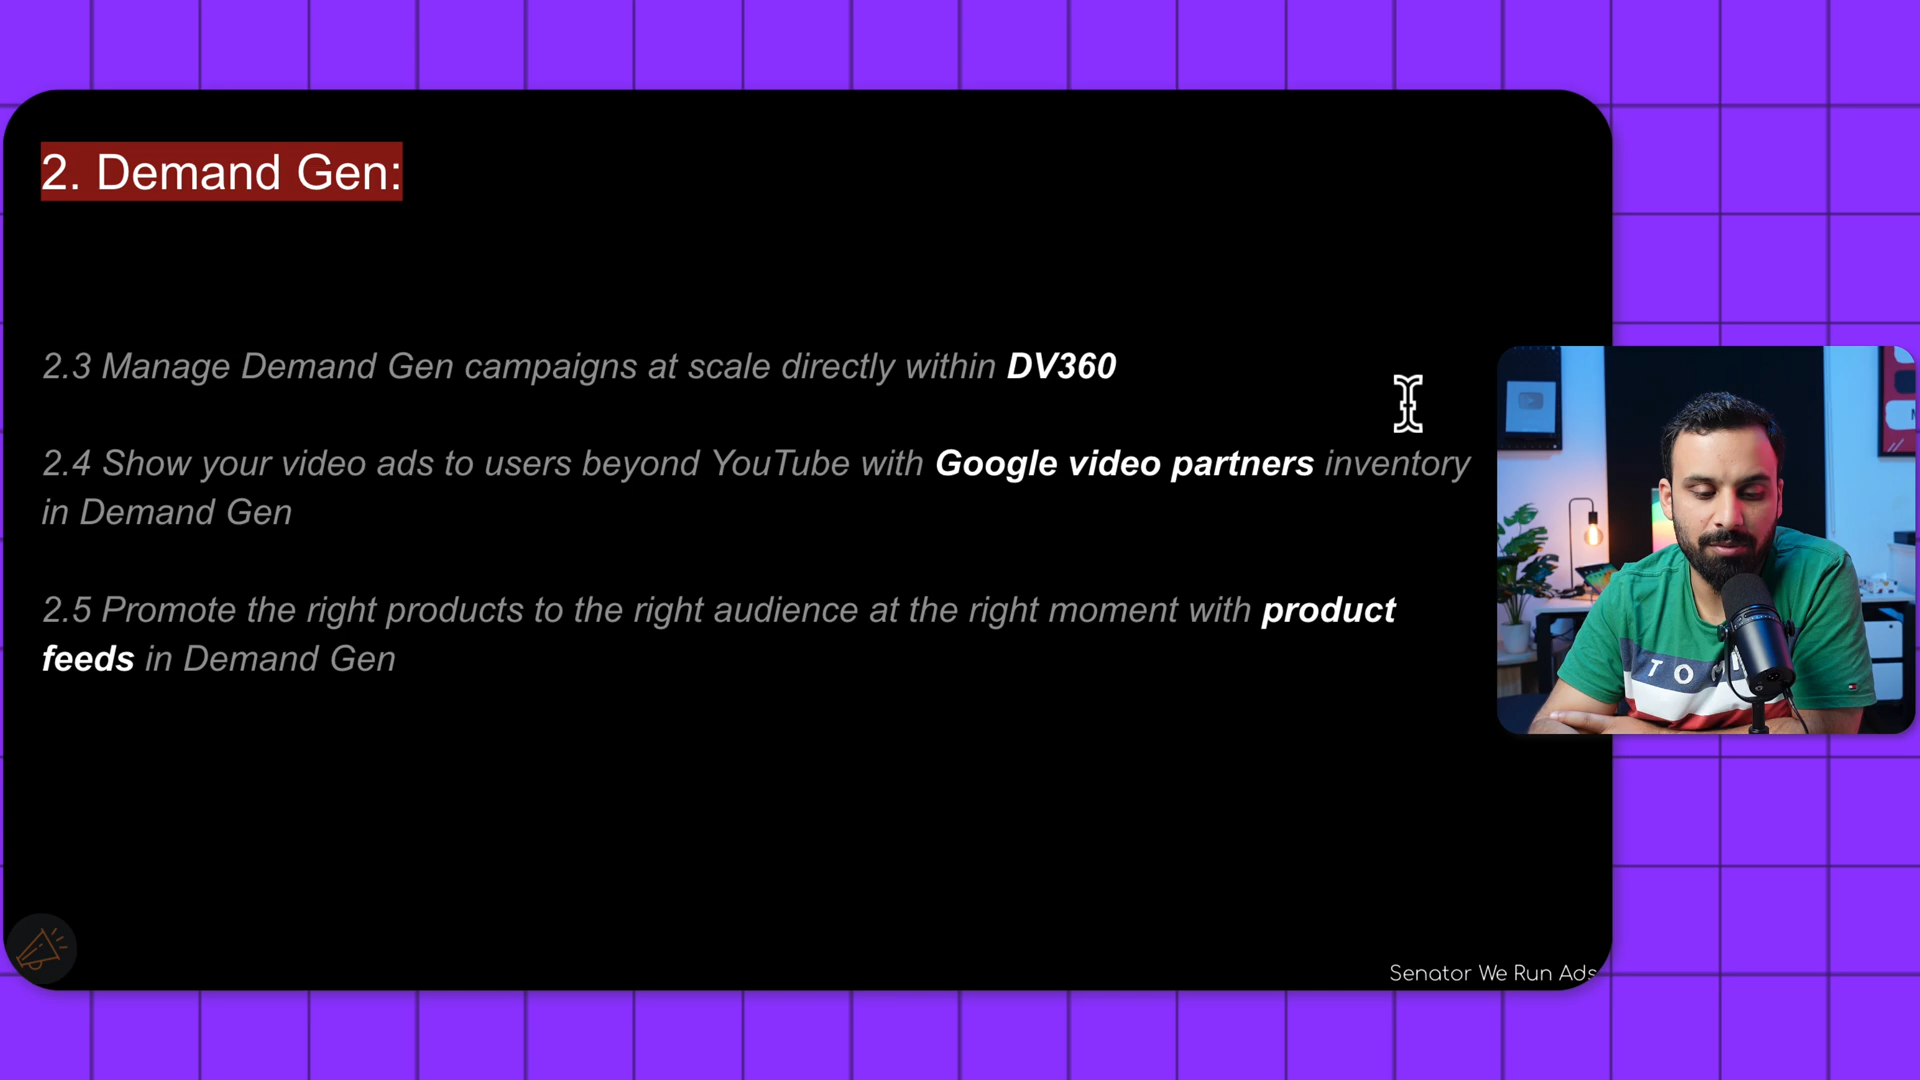 2. Demand Gen:
2.3 Manage Demand Gen campaigns at scale directly within DV360
2.4 Show your video ads to users beyond YouTube with Google video partners inventory
in Demand Gen
2.5 Promote the right products to the right audience at the right moment with product
feeds in Demand Gen
Senator We Run Ads